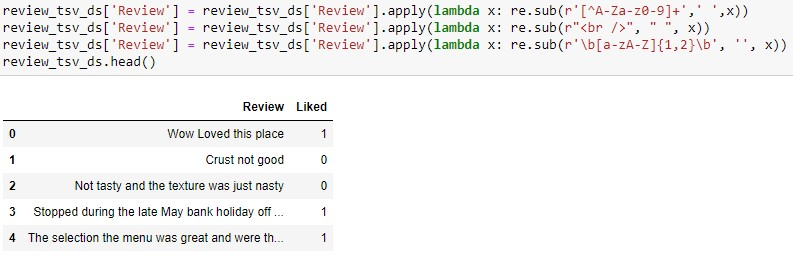 review_tsv_ds['Review'] = review_tsv_ds['Review'].apply(lambda x: re.sub(r'[^A-Za-z0-9]+',' ',x))
review_tsv_ds['Review'] = review_tsv_ds['Review'].apply(lambda x: re.sub(r"<br />", " ", x))
review_tsv_ds['Review'] = review_tsv_ds['Review'].apply(lambda x: re.sub(r'\b[a-zA-Z]{1,2}\b', '', x))
review_tsv_ds.head()
Review Liked
0 Wow Loved this place 1
1 Crust not good 0
2 Not tasty and the texture was just nasty 0
3 Stopped during the late May bank holiday off ... 1
4 The selection the menu was great and were th... 1